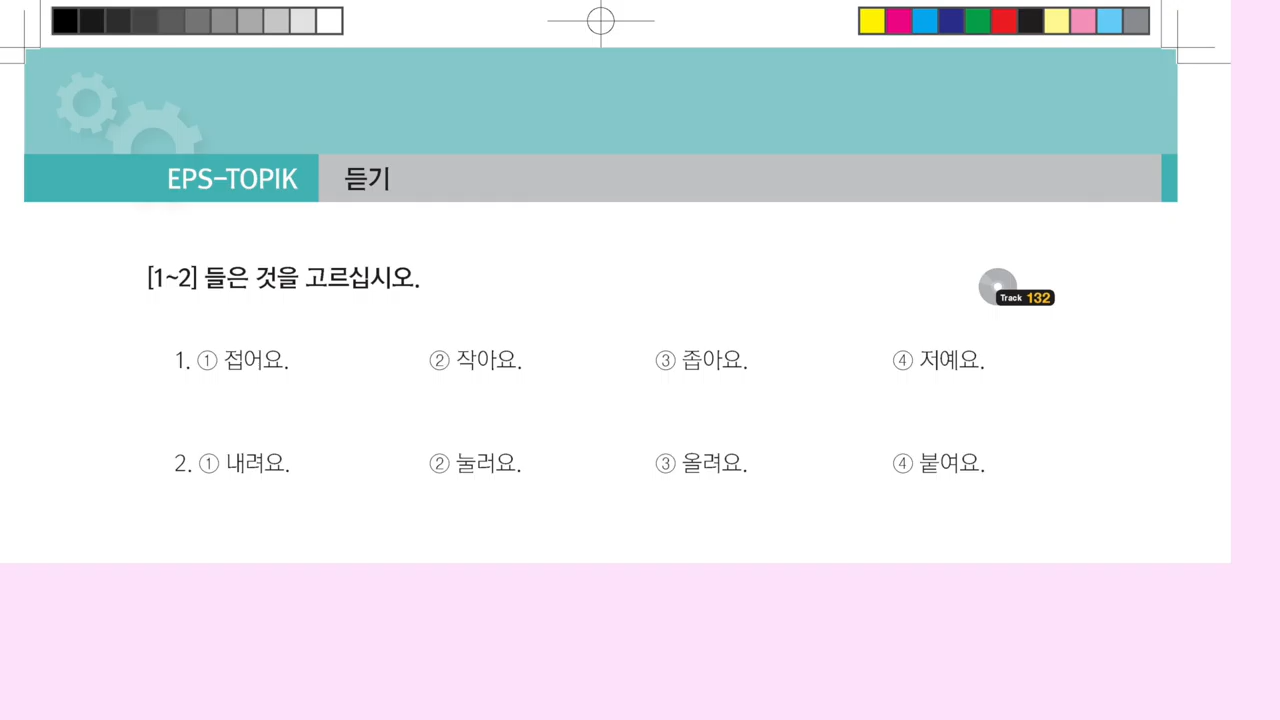 EPS-TOPIK 듣기
[1~2] 들은 것을 고르십시오.
Track 132
1. ① 접어요. ② 작아요. ③ 좁아요. ④ 저예요.
2. ① 내려요. ② 눌러요. ③ 올려요. ④ 붙여요.